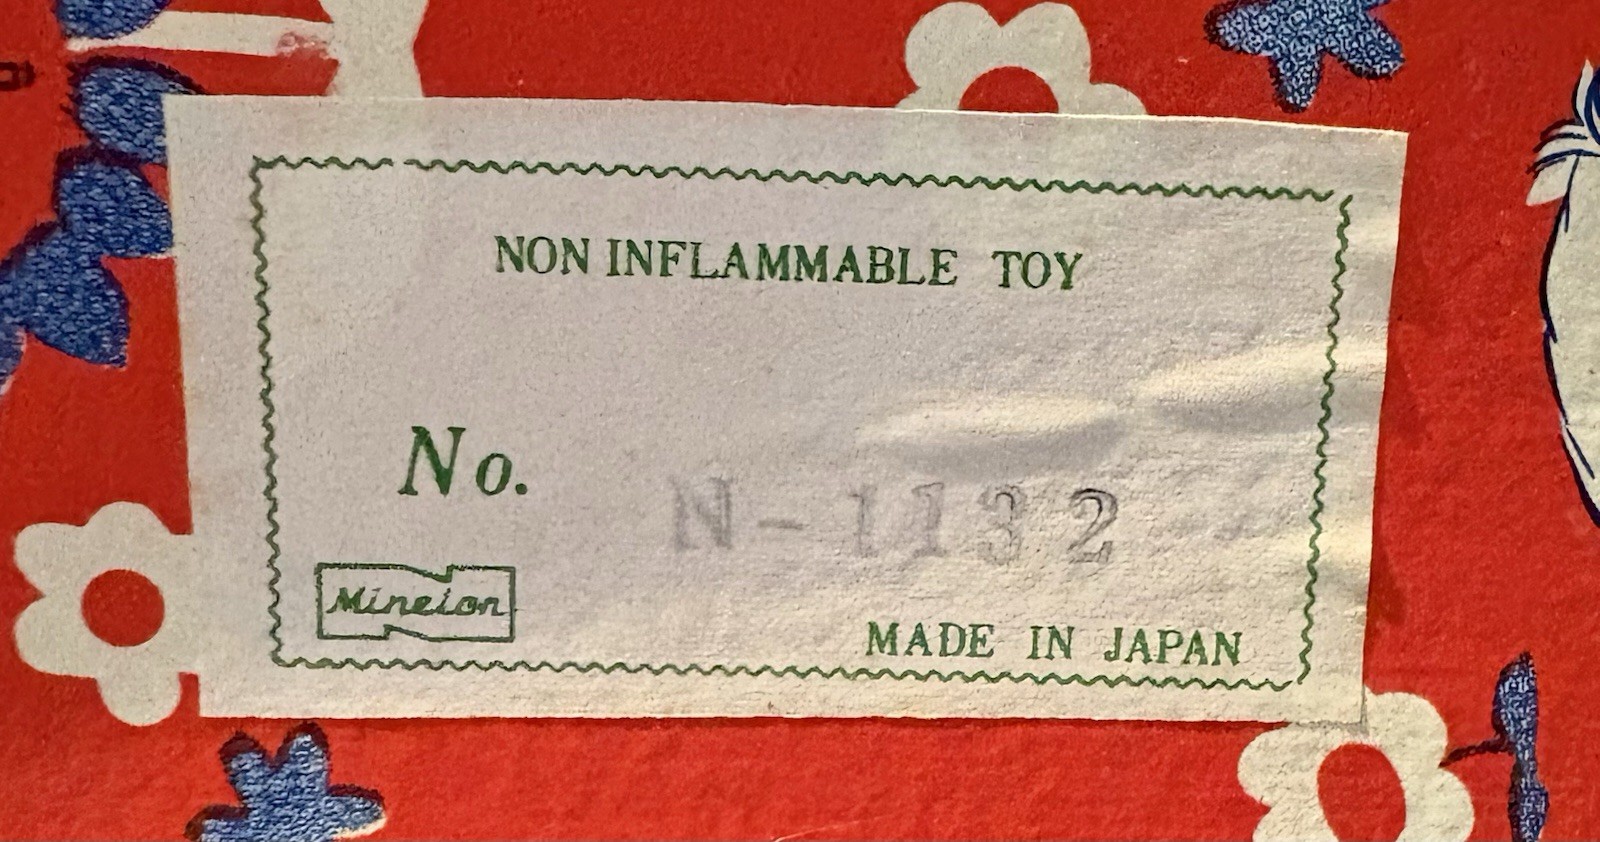 NON INFLAMMABLE TOY
No. N-1132
Mineion
MADE IN JAPAN